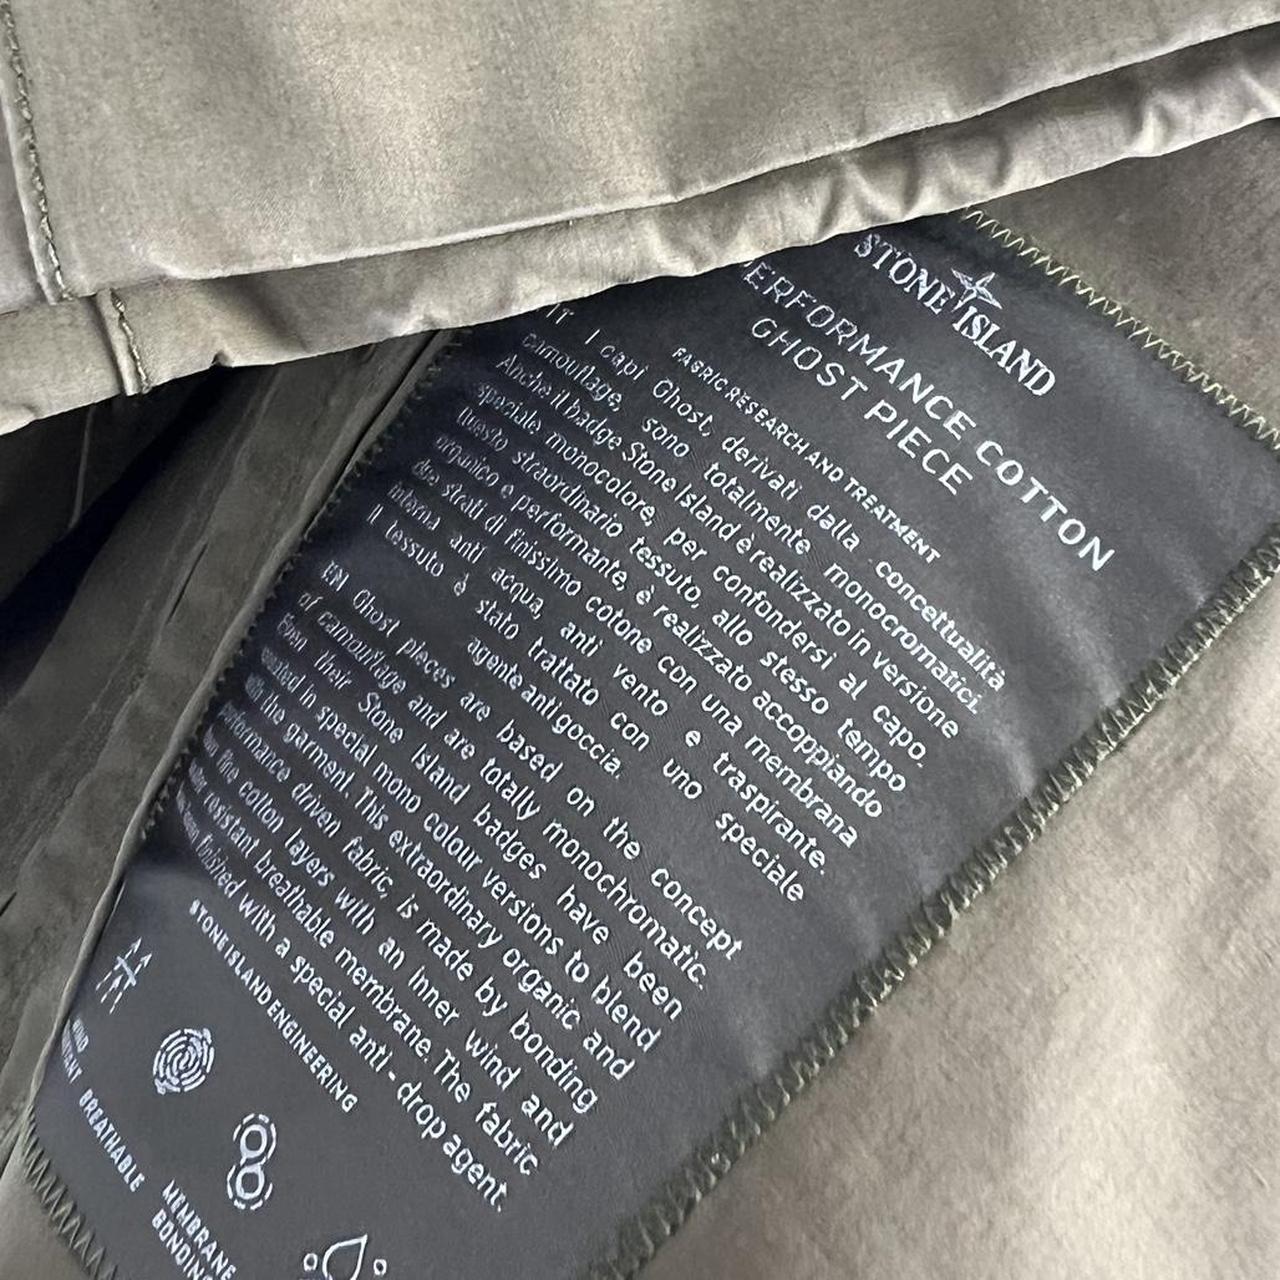 STONE ISLAND
PERFORMANCE COTTON
GHOST PIECE
FABRIC RESEARCH AND TREATMENT
IT I capi Ghost, derivati dalla concettualità
camouflage, sono totalmente monocromatici.
Anche il badge Stone Island è realizzato in versione
speciale monocolore, per confondersi al capo.
Questo straordinario tessuto, allo stesso tempo
organico e performante, è realizzato accoppiando
due strati di finissimo cotone con una membrana
interna anti acqua, anti vento e traspirante.
Il tessuto è stato trattato con uno speciale
agente antigoccia.
EN Ghost pieces are based on the concept
of camouflage and are totally monochromatic.
Even their Stone Island badges have been
created in special mono colour versions to blend
with the garment. This extraordinary organic and
performance driven fabric, is made by bonding
two fine cotton layers with an inner wind and
water resistant breathable membrane. The fabric
has been finished with a special anti-drop agent.
STONE ISLAND ENGINEERING
WIND
RESISTANT
BREATHABLE
MEMBRANE
BONDING